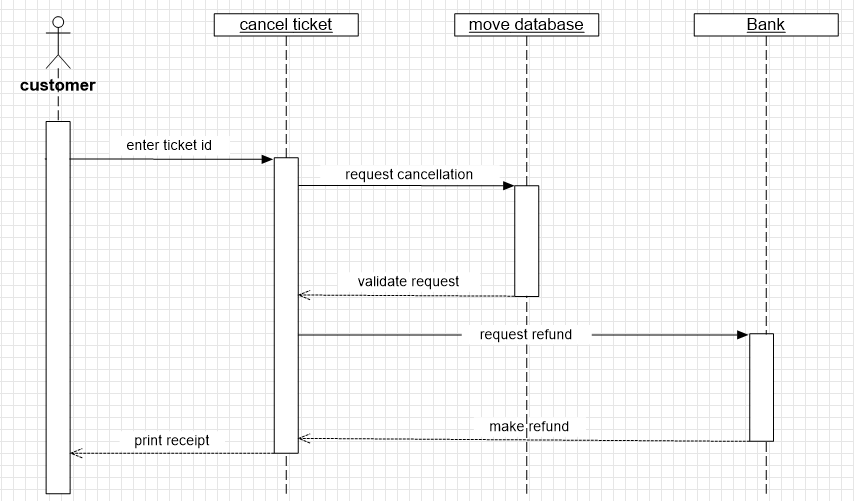 cancel ticket
move database
Bank
customer
enter ticket id
request cancellation
validate request
request refund
make refund
print receipt